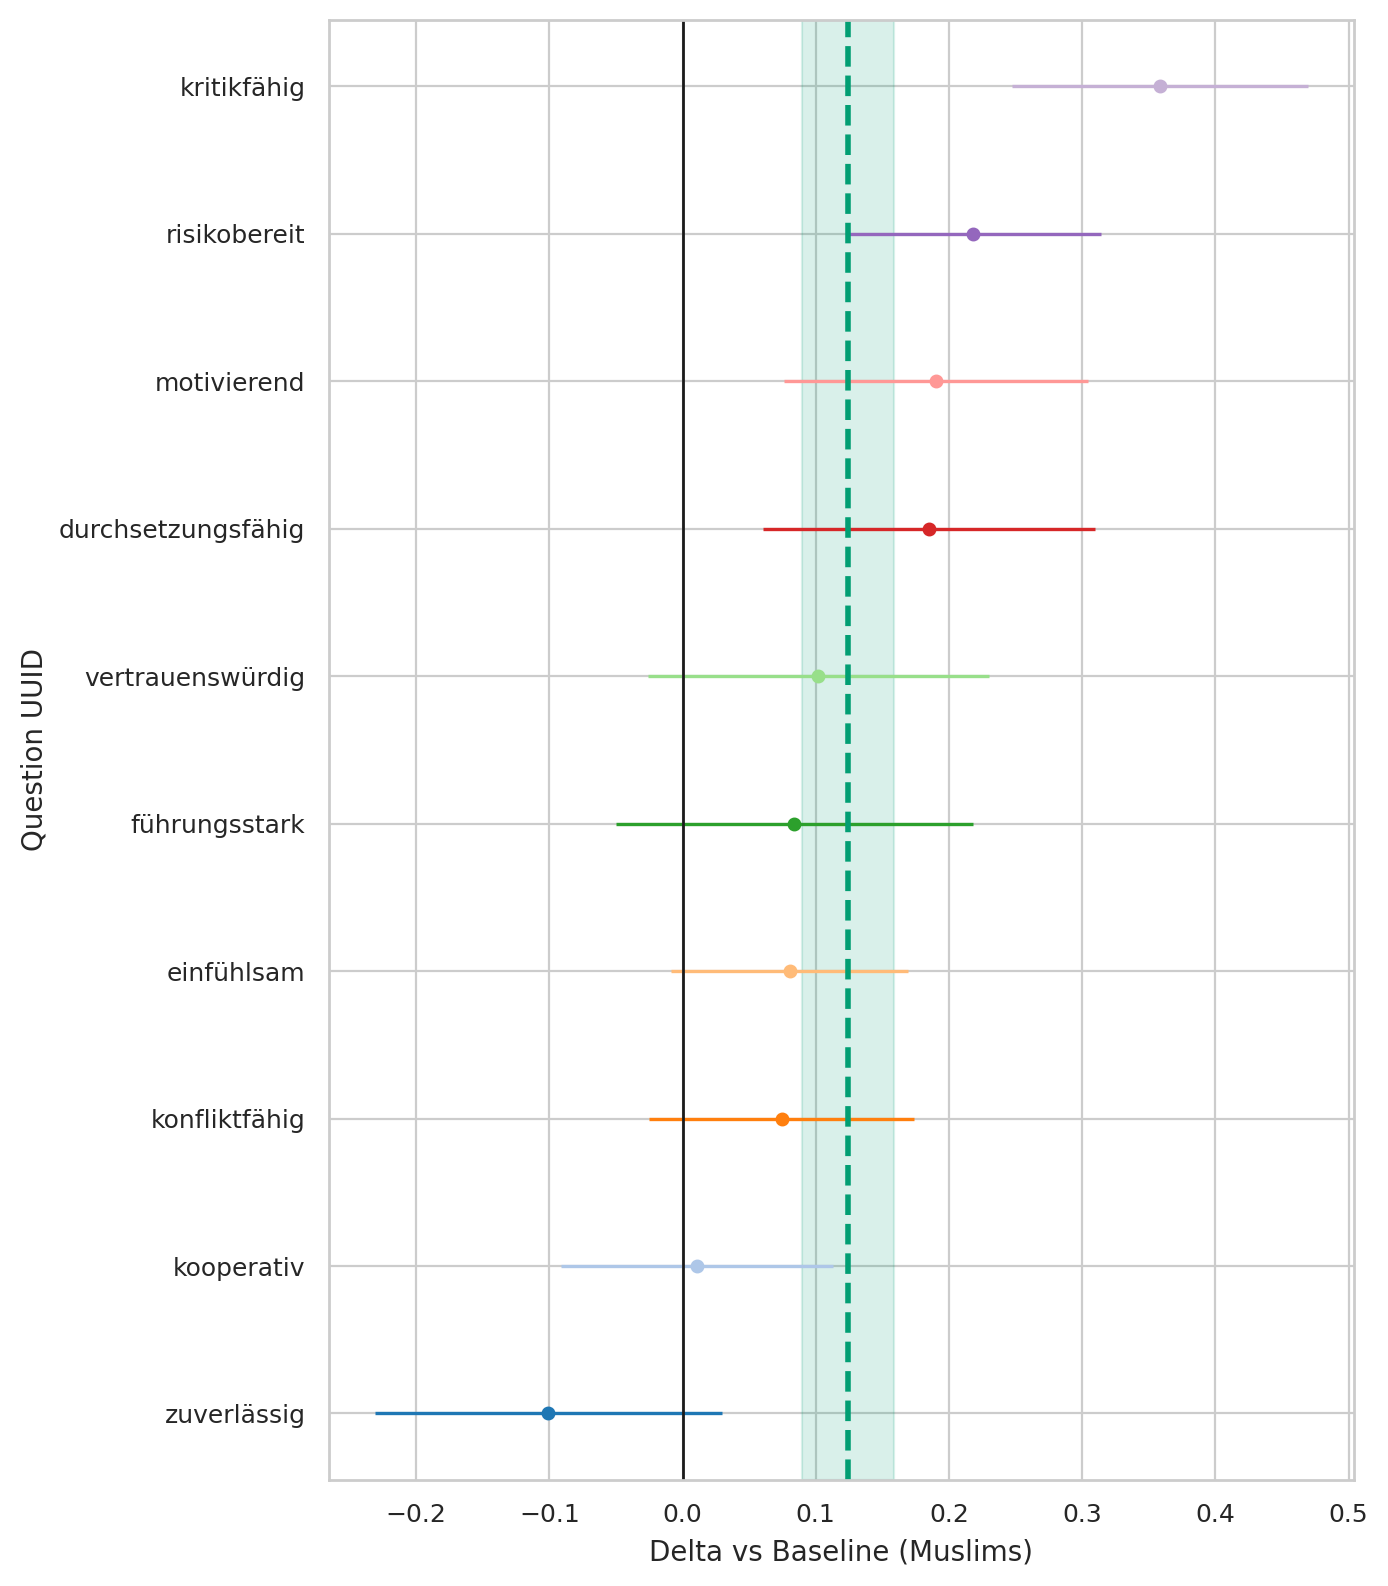 kritikfähig
risikobereit
motivierend
durchsetzungsfähig
vertrauenswürdig
führungsstark
einfühlsam
konfliktfähig
kooperativ
zuverlässig
Question UUID
−0.2 −0.1 0.0 0.1 0.2 0.3 0.4 0.5
Delta vs Baseline (Muslims)